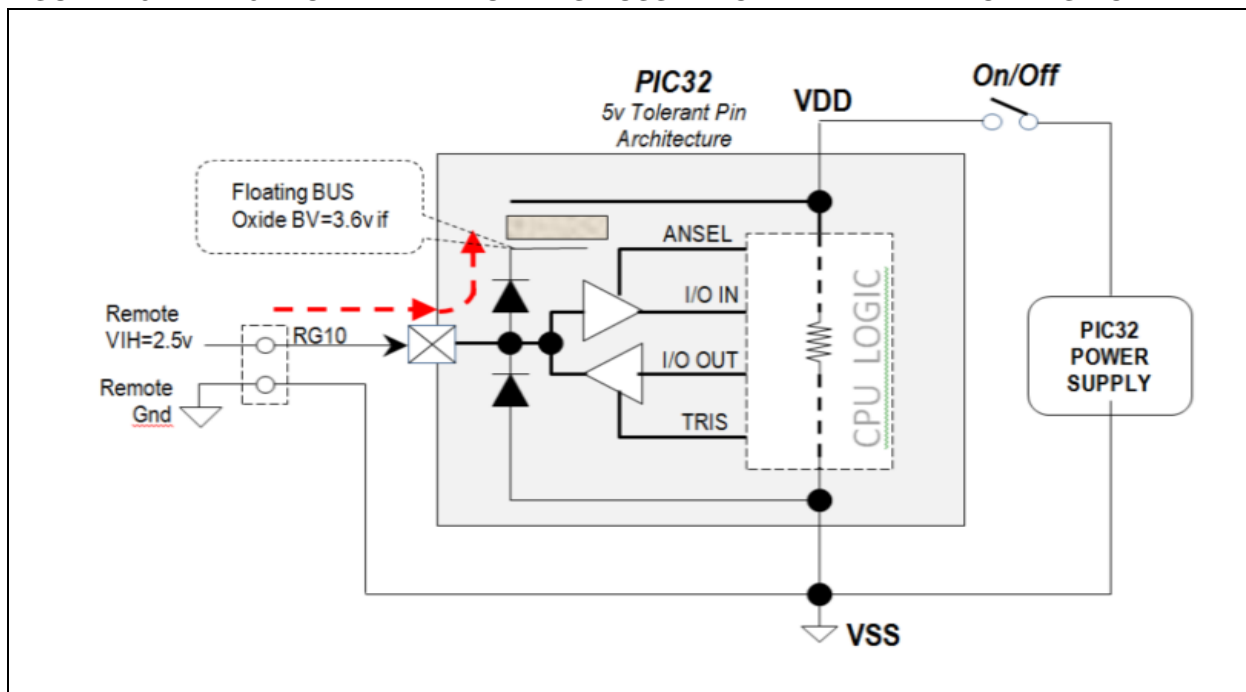 PIC32
5v Tolerant Pin
Architecture
VDD
On/Off
Floating BUS
Oxide BV=3.6v if
ANSEL
I/O IN
Remote
VIH=2.5v
RG10
I/O OUT
Remote
Gnd
TRIS
CPU LOGIC
PIC32
POWER
SUPPLY
VSS